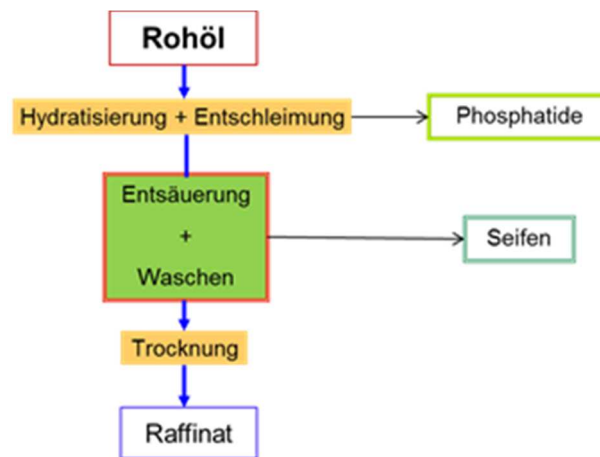 Rohöl
Hydratisierung + Entschleimung
Phosphatide
Entsäuerung
+
Waschen
Seifen
Trocknung
Raffinat